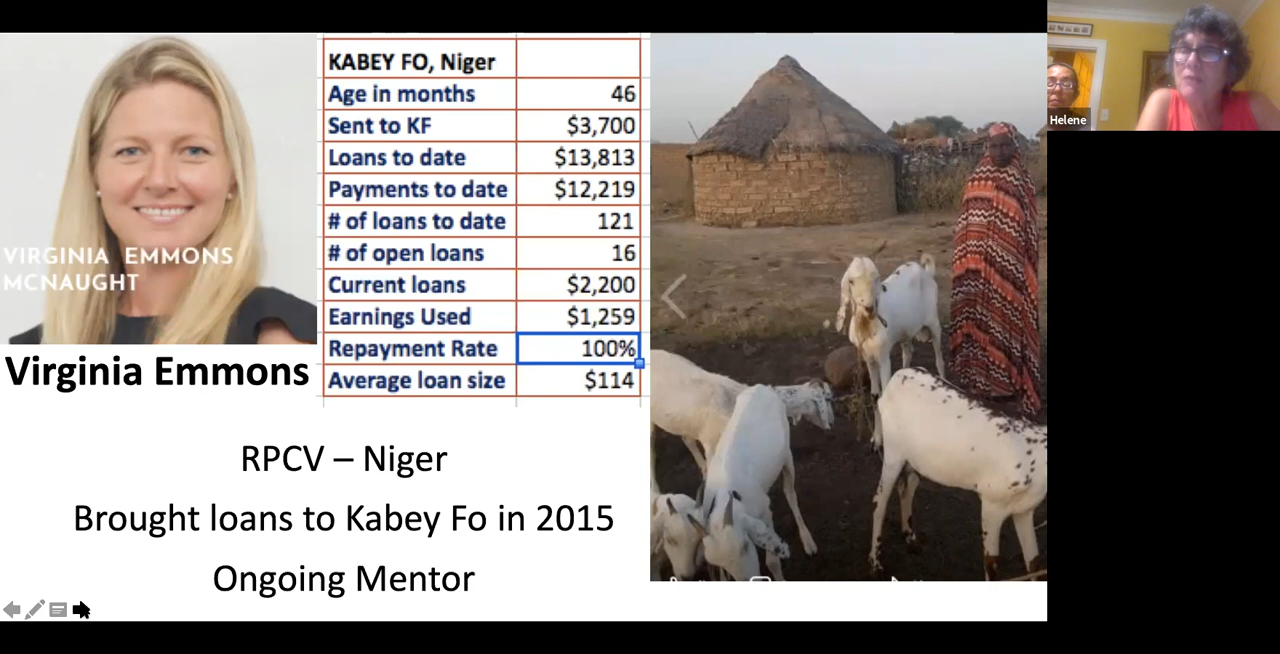 VIRGINIA EMMONS
MCNAUGHT
Virginia Emmons
KABEY FO, Niger
Age in months 46
Sent to KF $3,700
Loans to date $13,813
Payments to date $12,219
# of loans to date 121
# of open loans 16
Current loans $2,200
Earnings Used $1,259
Repayment Rate 100%
Average loan size $114
RPCV – Niger
Brought loans to Kabey Fo in 2015
Ongoing Mentor
Helene